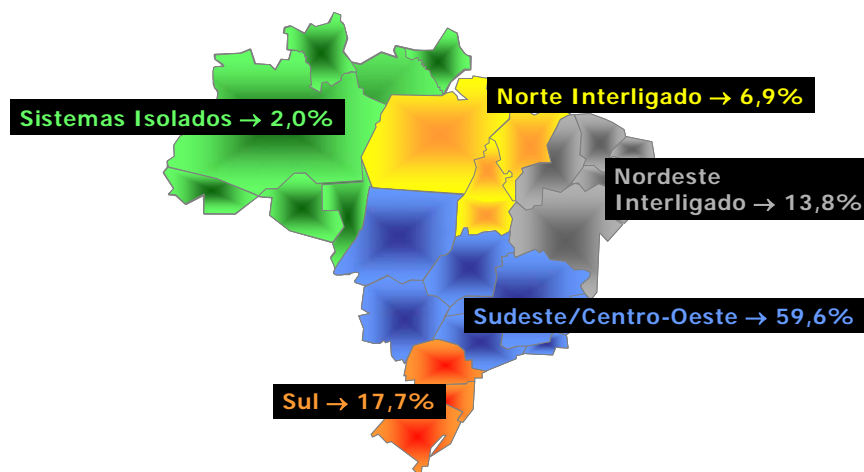 Norte Interligado → 6,9%
Sistemas Isolados → 2,0%
Nordeste
Interligado → 13,8%
Sudeste/Centro-Oeste → 59,6%
Sul → 17,7%